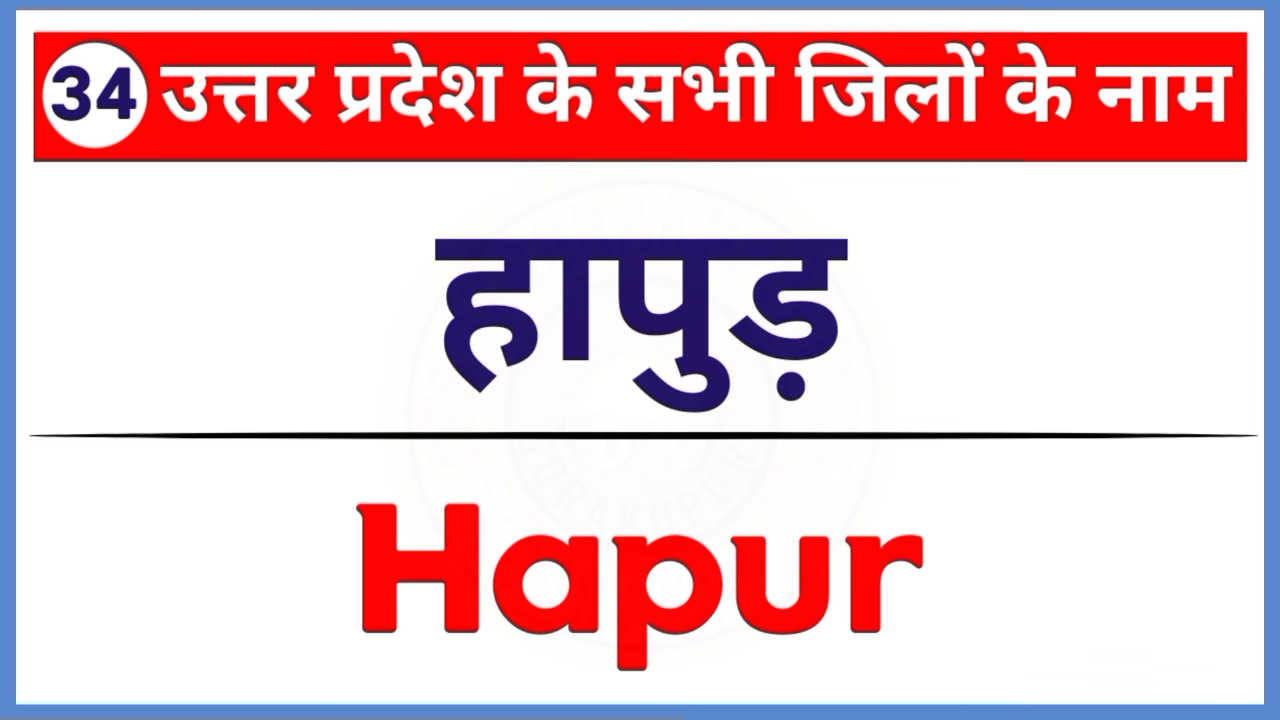 34 उत्तर प्रदेश के सभी जिलों के नाम
हापुड़
Hapur